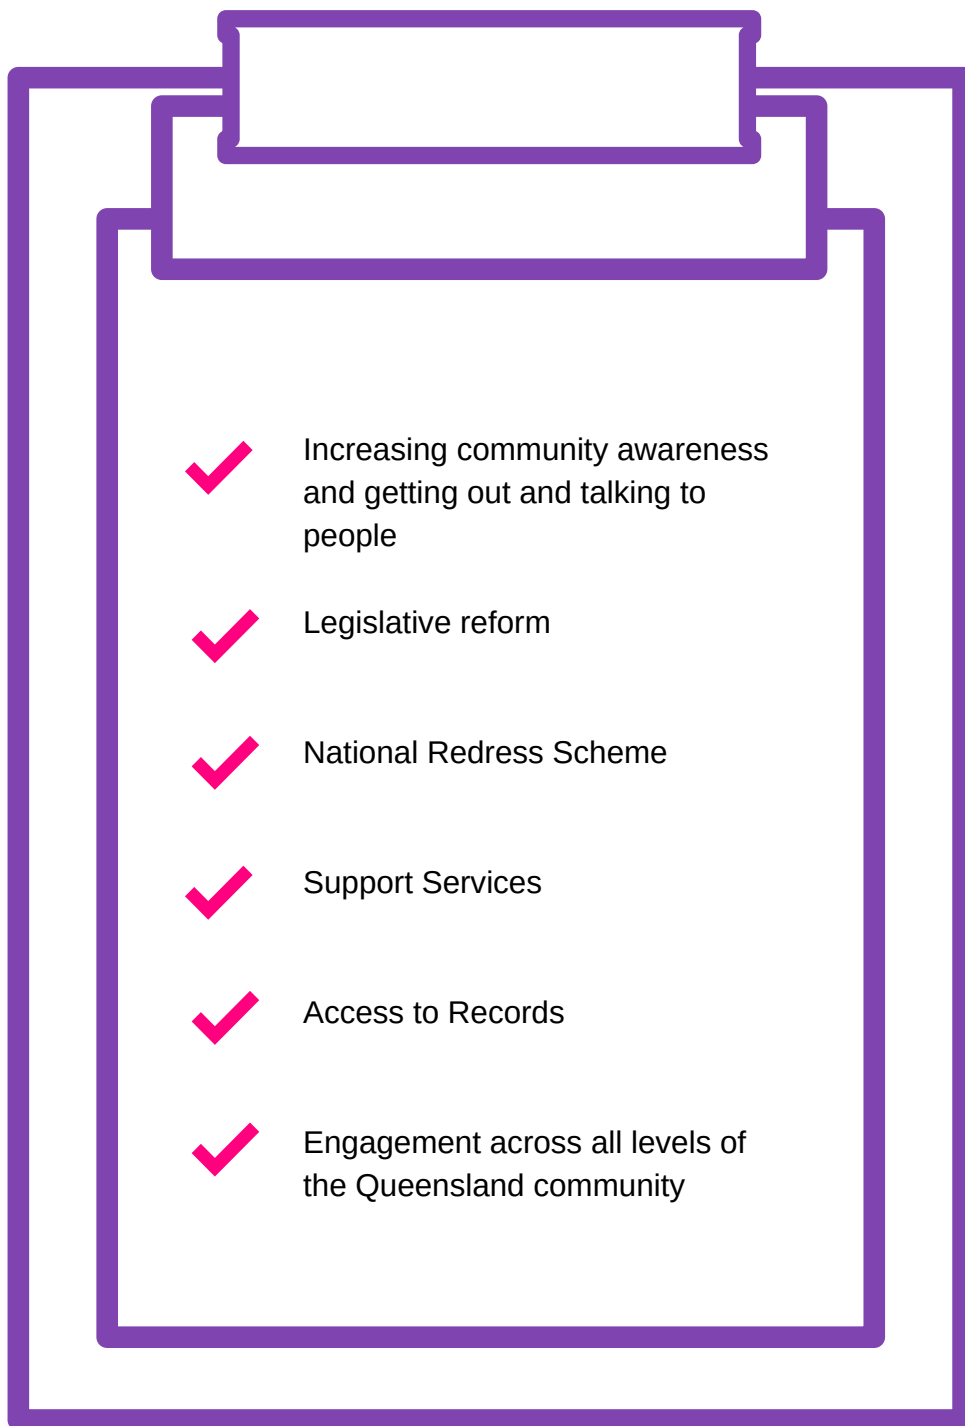 Increasing community awareness
and getting out and talking to
people
Legislative reform
National Redress Scheme
Support Services
Access to Records
Engagement across all levels of
the Queensland community